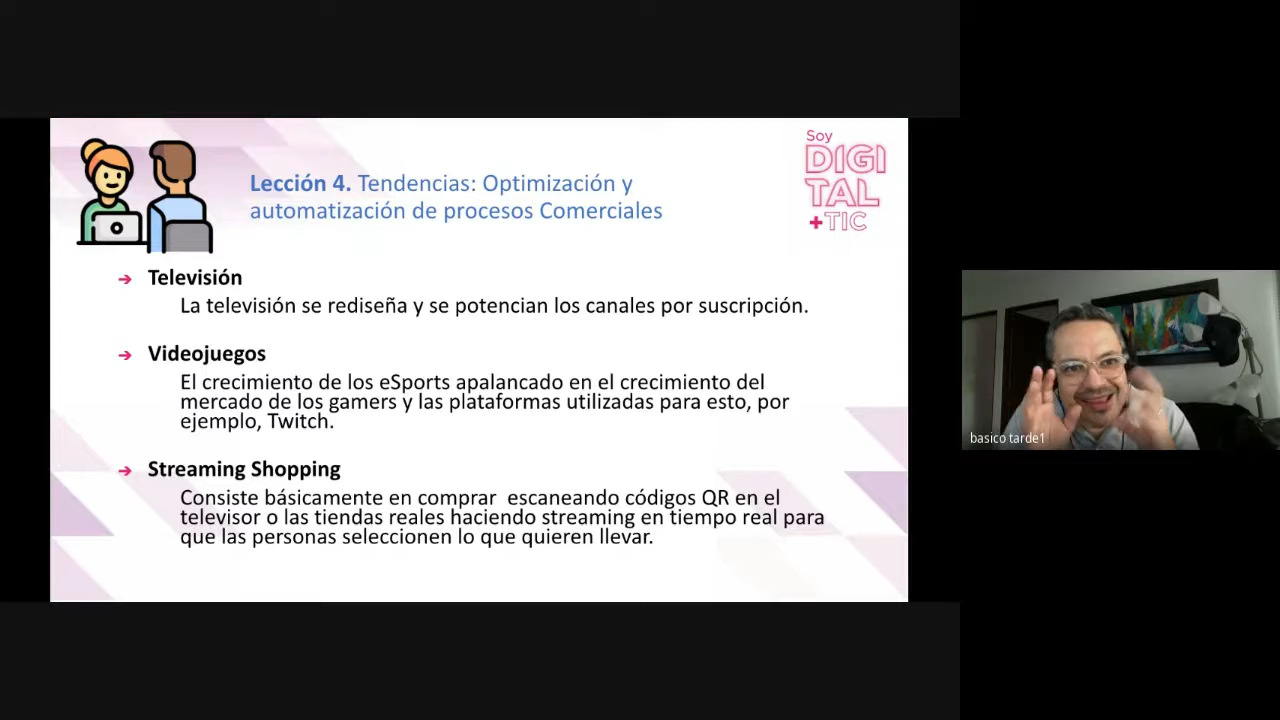 Lección 4. Tendencias: Optimización y
automatización de procesos Comerciales
Soy
DIGI
TAL
+TIC
➔ Televisión
La televisión se rediseña y se potencian los canales por suscripción.
➔ Videojuegos
El crecimiento de los eSports apalancado en el crecimiento del
mercado de los gamers y las plataformas utilizadas para esto, por
ejemplo, Twitch.
➔ Streaming Shopping
Consiste básicamente en comprar escaneando códigos QR en el
televisor o las tiendas reales haciendo streaming en tiempo real para
que las personas seleccionen lo que quieren llevar.
basico tarde1